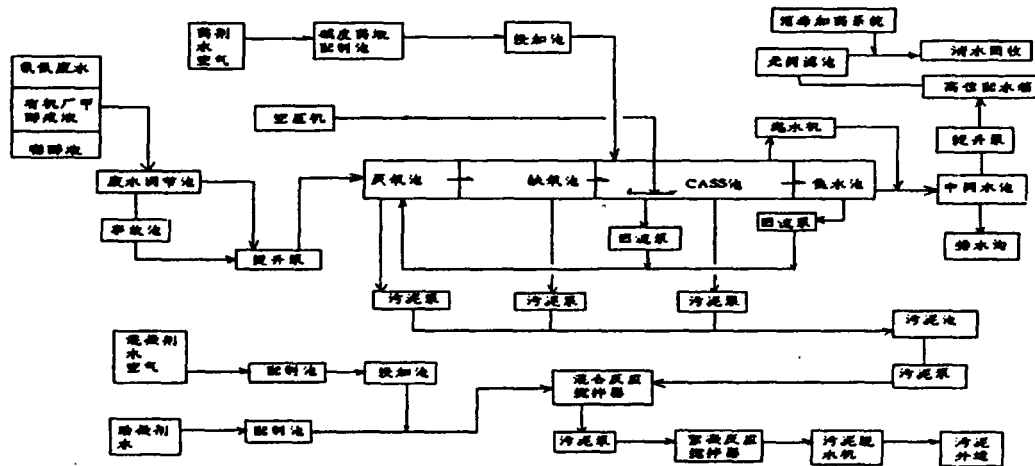 药剂
水
空气
碱度药液
配制池
投加池
消毒加药系统
清水回收
无阀滤池
高位配水箱
氨氮废水
有机厂甲
醇废液
空压机
滗水机
提升泵
废水调节池
厌氧池
缺氧池
CASS池
集水池
中间水池
事故池
提升泵
回流泵
回流泵
排水沟
污泥泵
污泥泵
污泥泵
污泥池
混凝剂
水
空气
配制池
投加池
混合反应
搅拌器
污泥泵
助凝剂
水
配制池
污泥泵
絮凝反应
搅拌器
污泥脱
水机
污泥
外运